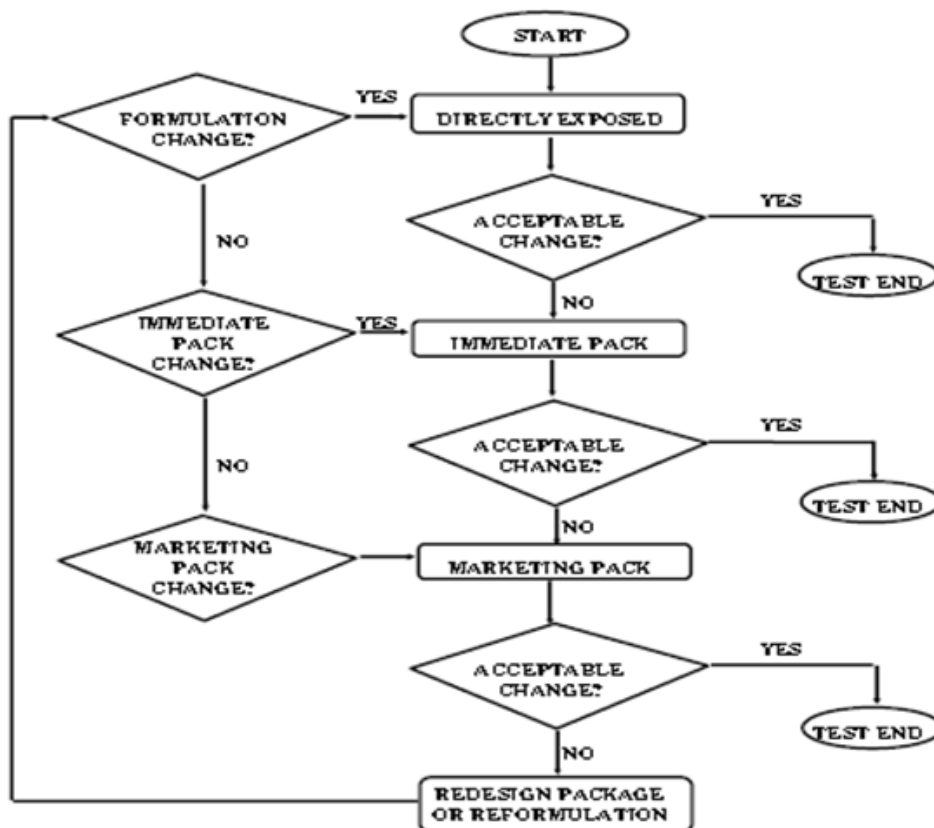 START
YES
FORMULATION
CHANGE?
DIRECTLY EXPOSED
YES
ACCEPTABLE
CHANGE?
NO
TEST END
NO
IMMEDIATE
PACK
CHANGE?
YES
IMMEDIATE PACK
YES
ACCEPTABLE
CHANGE?
NO
TEST END
NO
MARKETING
PACK
CHANGE?
MARKETING PACK
YES
ACCEPTABLE
CHANGE?
TEST END
NO
REDESIGN PACKAGE
OR REFORMULATION